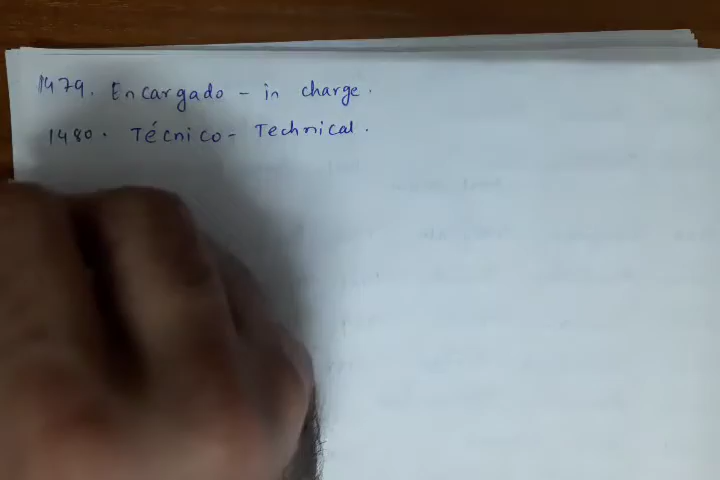 1479. Encargado - in charge.
1480. Técnico - Technical.